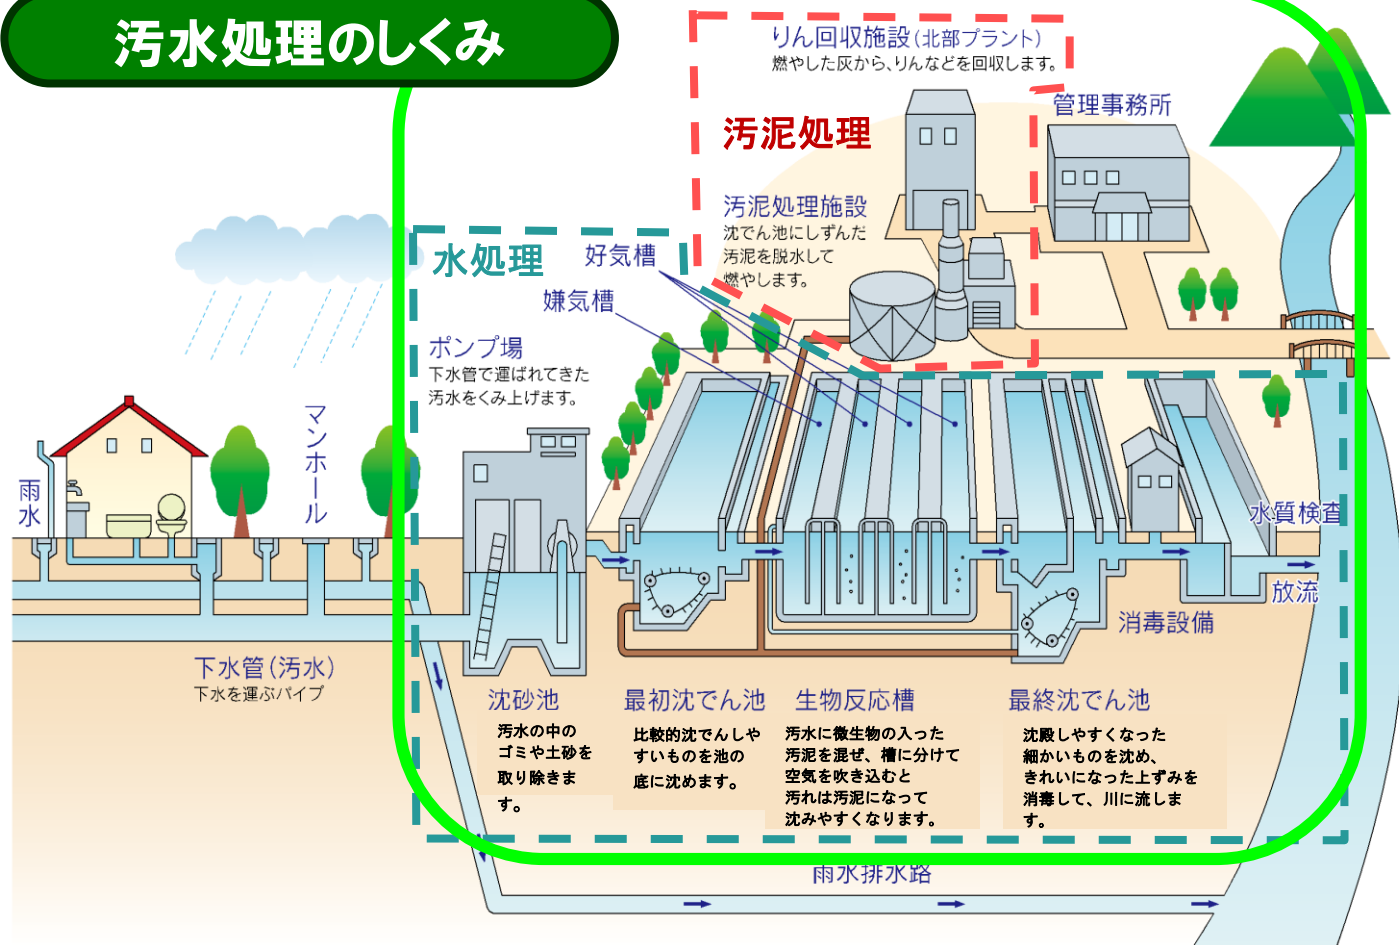 汚水処理のしくみ
りん回収施設(北部プラント)
燃やした灰から、りんなどを回収します。
管理事務所
汚泥処理
汚泥処理施設
沈でん池にしずんだ
汚泥を脱水して
燃やします。
水処理
好気槽
嫌気槽
ポンプ場
下水管で運ばれてきた
汚水をくみ上げます。
マンホール
雨水
水質検査
放流
消毒設備
下水管(汚水)
下水を運ぶパイプ
沈砂池
汚水の中の
ゴミや土砂を
取り除きま
す。
最初沈でん池
比較的沈でんしや
すいものを池の
底に沈めます。
生物反応槽
汚水に微生物の入った
汚泥を混ぜ、槽に分けて
空気を吹き込むと
汚れは汚泥になって
沈みやすくなります。
最終沈でん池
沈殿しやすくなった
細かいものを沈め、
きれいになった上ずみを
消毒して、川に流しま
す。
雨水排水路